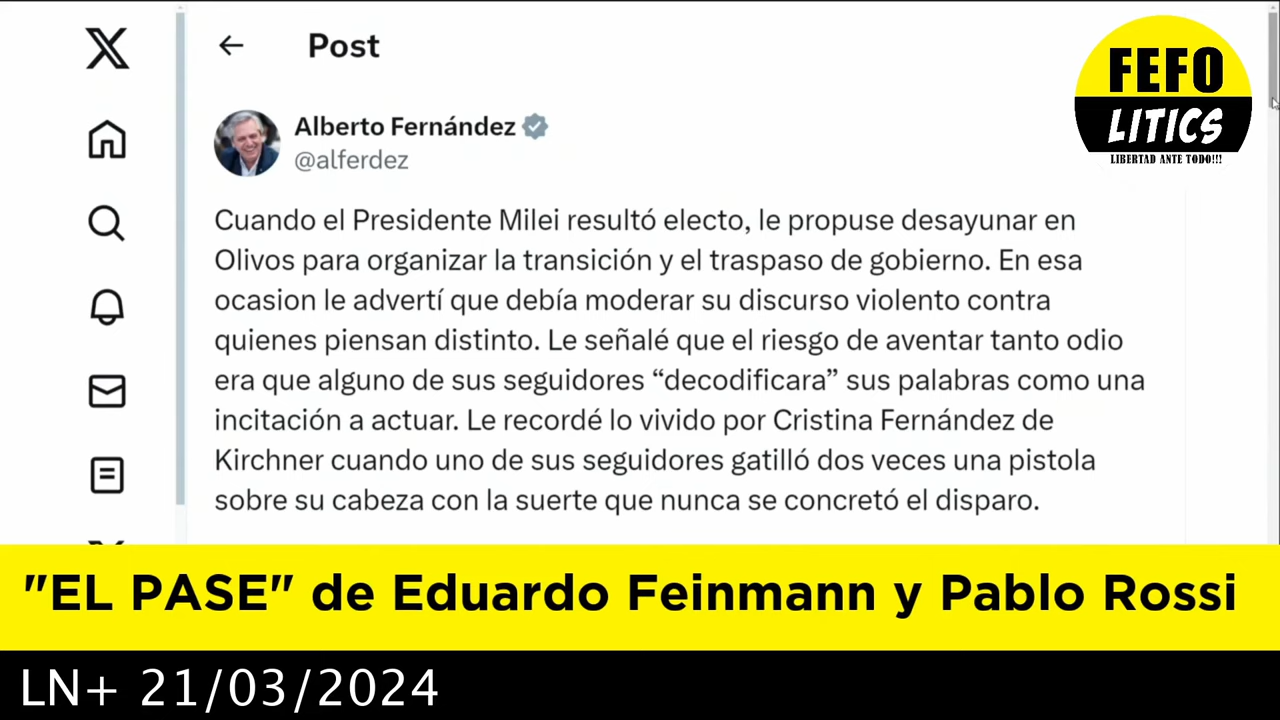 Post
FEFO
LITICS
LIBERTAD ANTE TODO!!!
Alberto Fernández
@alferdez
Cuando el Presidente Milei resultó electo, le propuse desayunar en
Olivos para organizar la transición y el traspaso de gobierno. En esa
ocasion le advertí que debía moderar su discurso violento contra
quienes piensan distinto. Le señalé que el riesgo de aventar tanto odio
era que alguno de sus seguidores “decodificara” sus palabras como una
incitación a actuar. Le recordé lo vivido por Cristina Fernández de
Kirchner cuando uno de sus seguidores gatilló dos veces una pistola
sobre su cabeza con la suerte que nunca se concretó el disparo.
"EL PASE" de Eduardo Feinmann y Pablo Rossi
LN+ 21/03/2024